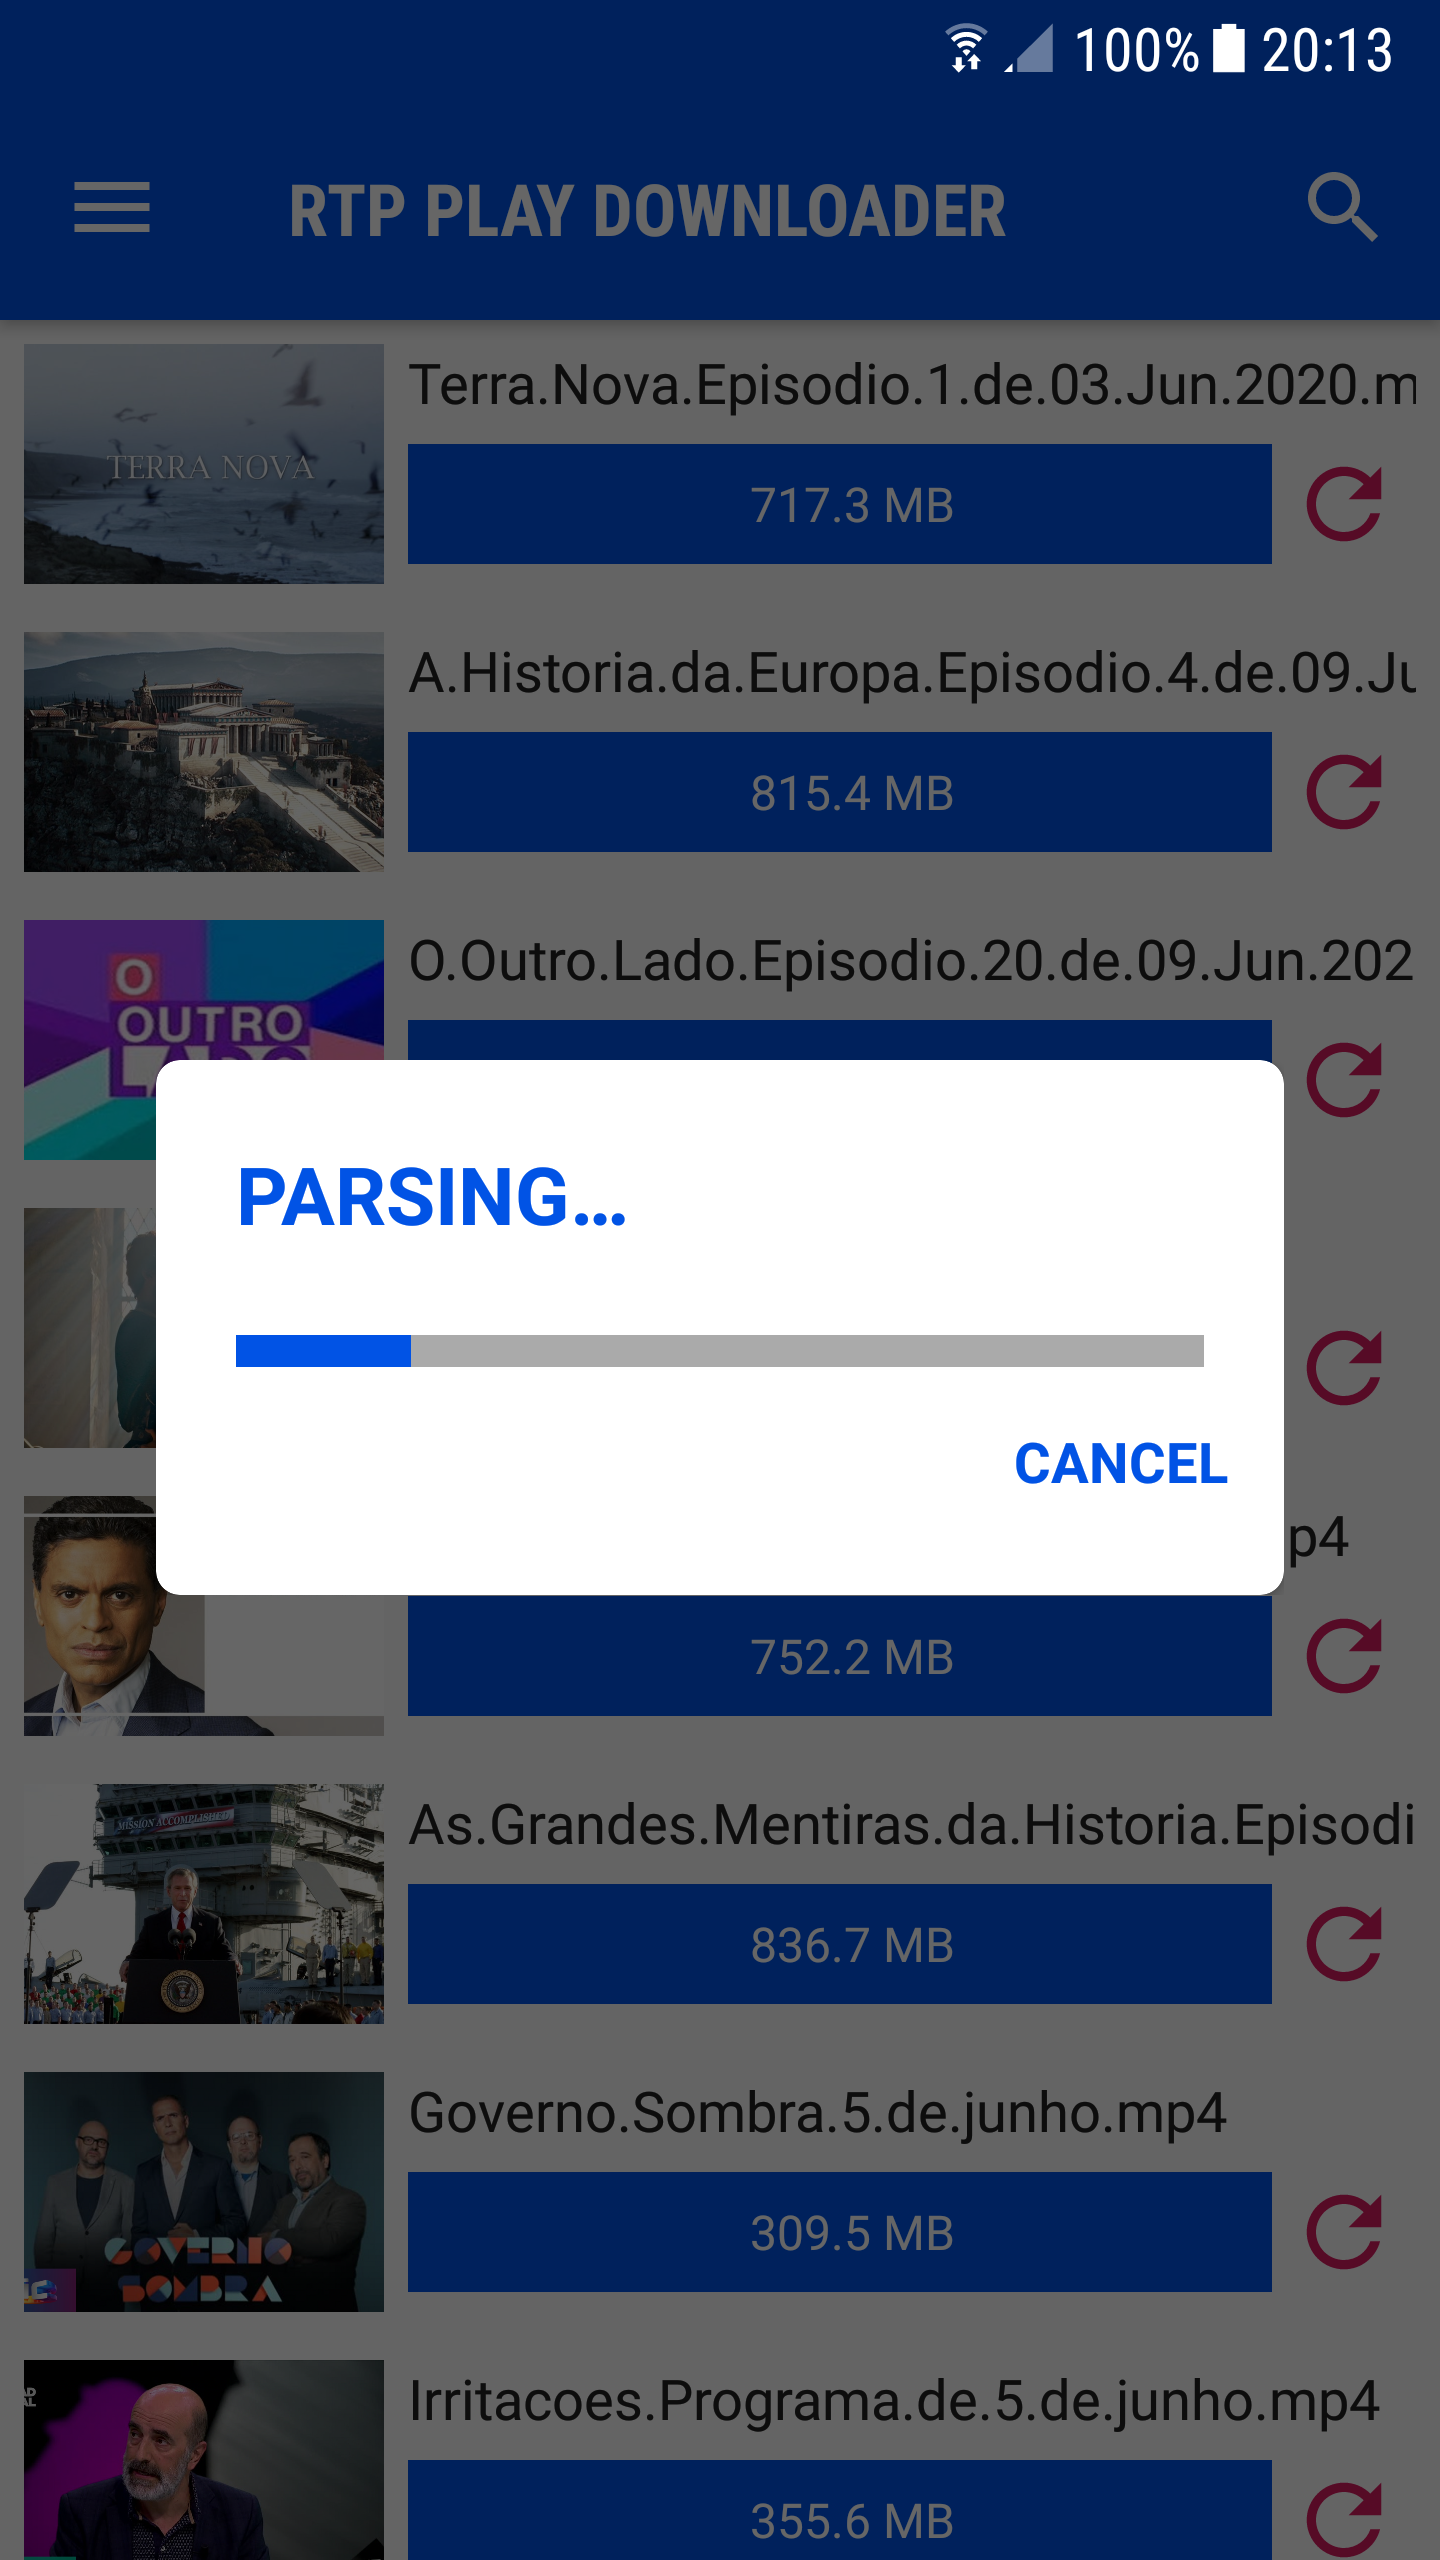 100% 20:13
RTP PLAY DOWNLOADER
Terra.Nova.Episodio.1.de.03.Jun.2020.m
TERRA NOVA
717.3 MB
A.Historia.da.Europa.Episodio.4.de.09.Ju
815.4 MB
O.Outro.Lado.Episodio.20.de.09.Jun.202
O
OUTRO
PARSING...
CANCEL
p4
752.2 MB
As.Grandes.Mentiras.da.Historia.Episodi
MISSION ACCOMPLISHED
836.7 MB
Governo.Sombra.5.de.junho.mp4
GOVERNO
SOMBRA
309.5 MB
Irritacoes.Programa.de.5.de.junho.mp4
355.6 MB